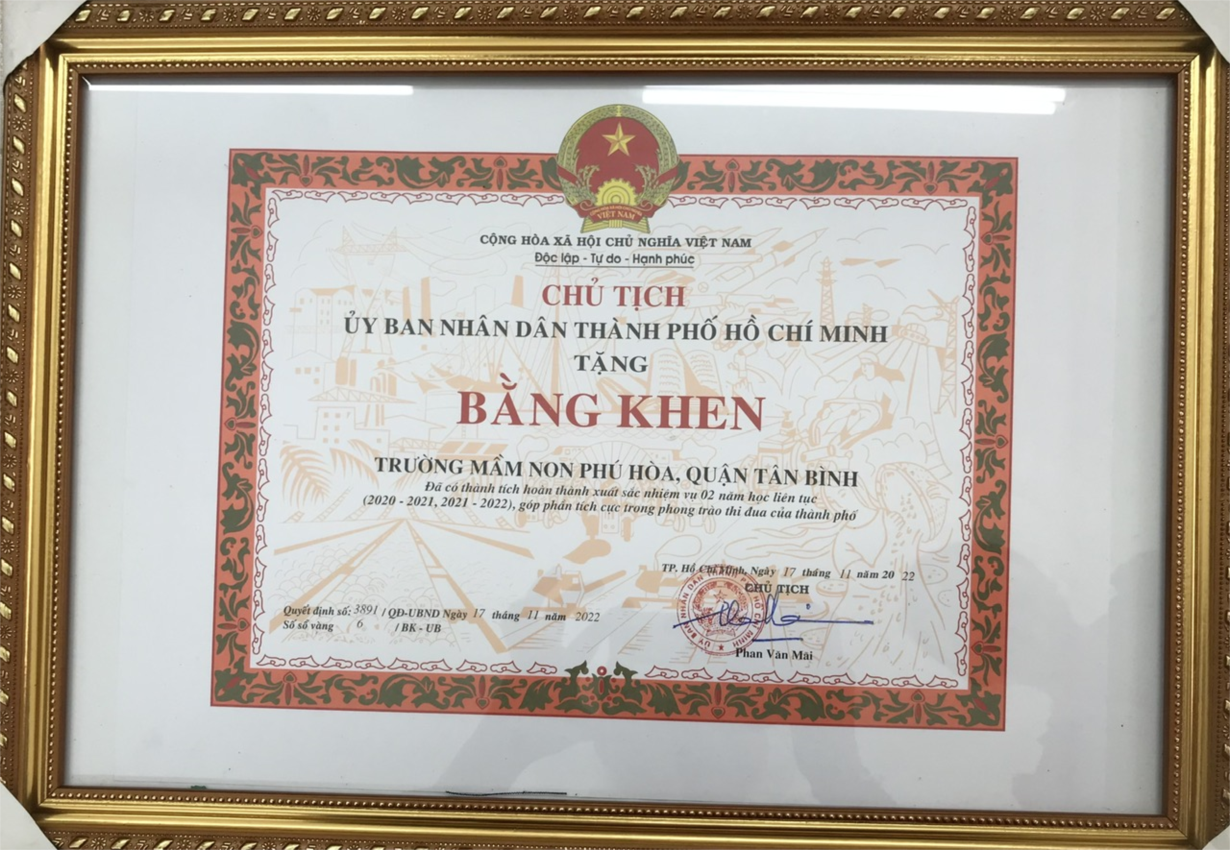 VIỆT NAM
CỘNG HÒA XÃ HỘI CHỦ NGHĨA VIỆT NAM
Độc lập - Tự do - Hạnh phúc
CHỦ TỊCH
ỦY BAN NHÂN DÂN THÀNH PHỐ HỒ CHÍ MINH
TẶNG
BẰNG KHEN
TRƯỜNG MẦM NON PHÚ HÒA, QUẬN TÂN BÌNH
Đã có thành tích hoàn thành xuất sắc nhiệm vụ 02 năm học liên tục
(2020 - 2021, 2021 - 2022), góp phần tích cực trong phong trào thi đua của thành phố
TP. Hồ Chí Minh, Ngày 17 tháng 11 năm 2022
CHỦ TỊCH
Quyết định số: 3891 / QĐ-UBND Ngày 17 tháng 11 năm 2022
Số sổ vàng 6 / BK - UB
Phan Văn Mãi